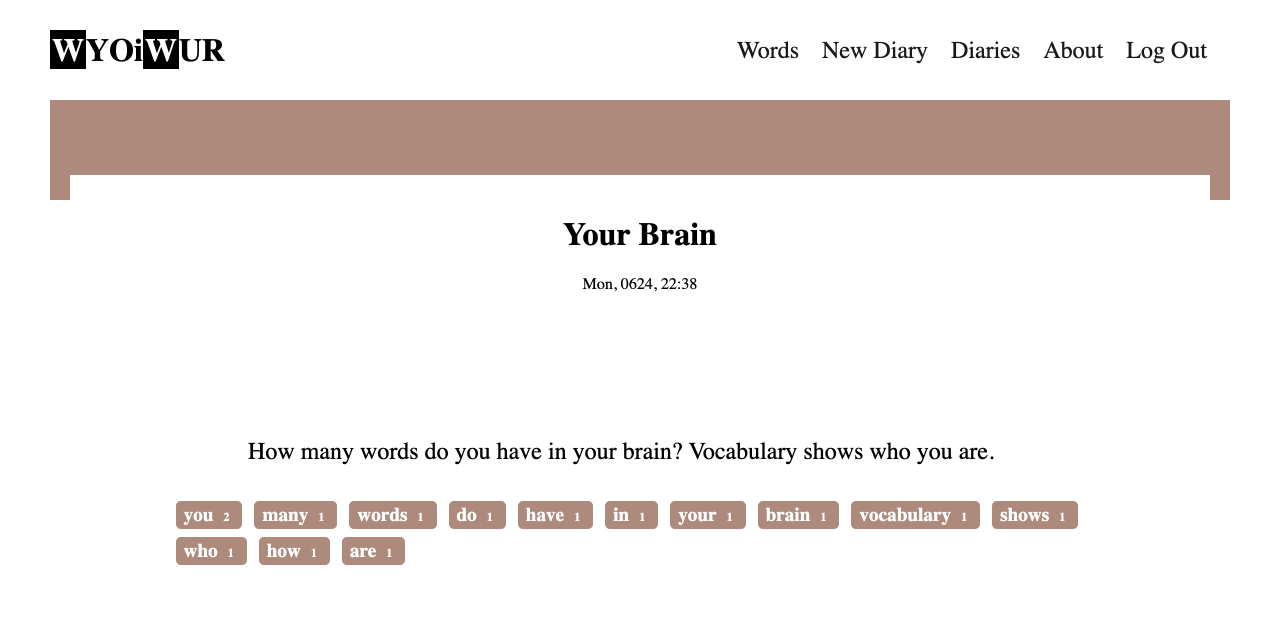 WYOiWUR
Words New Diary Diaries About Log Out
Your Brain
Mon, 0624, 22:38
How many words do you have in your brain? Vocabulary shows who you are.
you 2 many 1 words 1 do 1 have 1 in 1 your 1 brain 1 vocabulary 1 shows 1
who 1 how 1 are 1